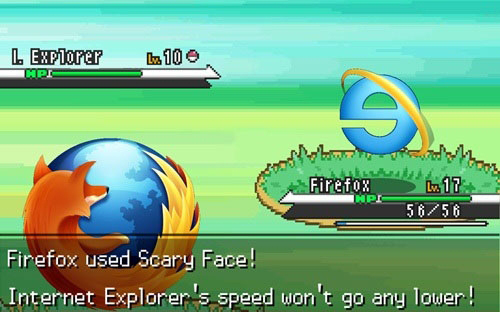 I. Explorer Lv.10
HP
Firefox Lv.17
HP
56/56
Firefox used Scary Face!
Internet Explorer's speed won't go any lower!